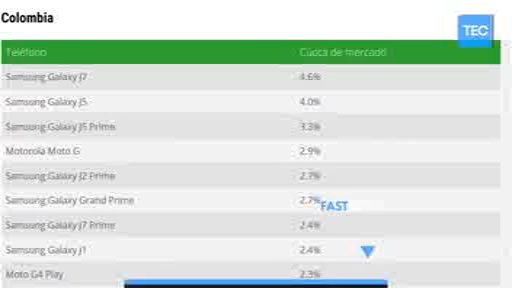 Colombia
TEC
Teléfono Cuota de mercado
Samsung Galaxy J7 4.6%
Samsung Galaxy J5 4.0%
Samsung Galaxy J5 Prime 3.3%
Motorola Moto G 2.9%
Samsung Galaxy J2 Prime 2.7%
Samsung Galaxy Grand Prime 2.7%
FAST
Samsung Galaxy J7 Prime 2.4%
Samsung Galaxy J1 2.4%
Moto G4 Play 2.3%